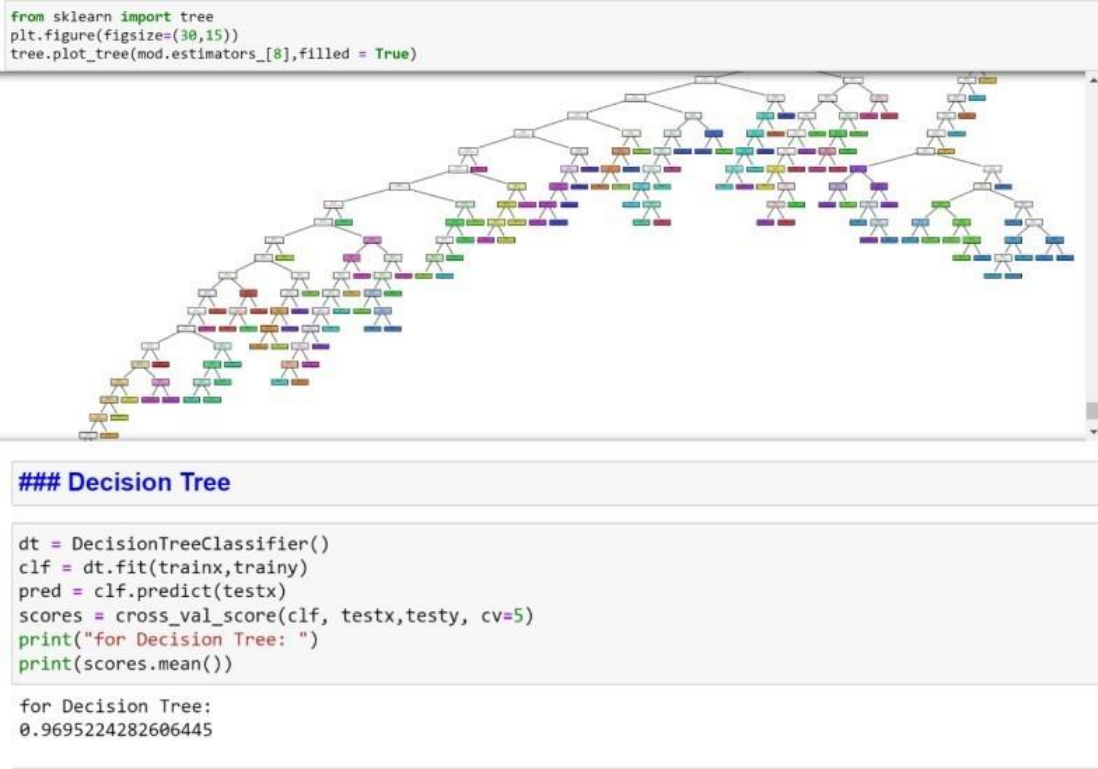 from sklearn import tree
plt.figure(figsize=(30,15))
tree.plot_tree(mod.estimators_[8],filled = True)
### Decision Tree
dt = DecisionTreeClassifier()
clf = dt.fit(trainx,trainy)
pred = clf.predict(testx)
scores = cross_val_score(clf, testx,testy, cv=5)
print("for Decision Tree: ")
print(scores.mean())
for Decision Tree:
0.9695224282606445